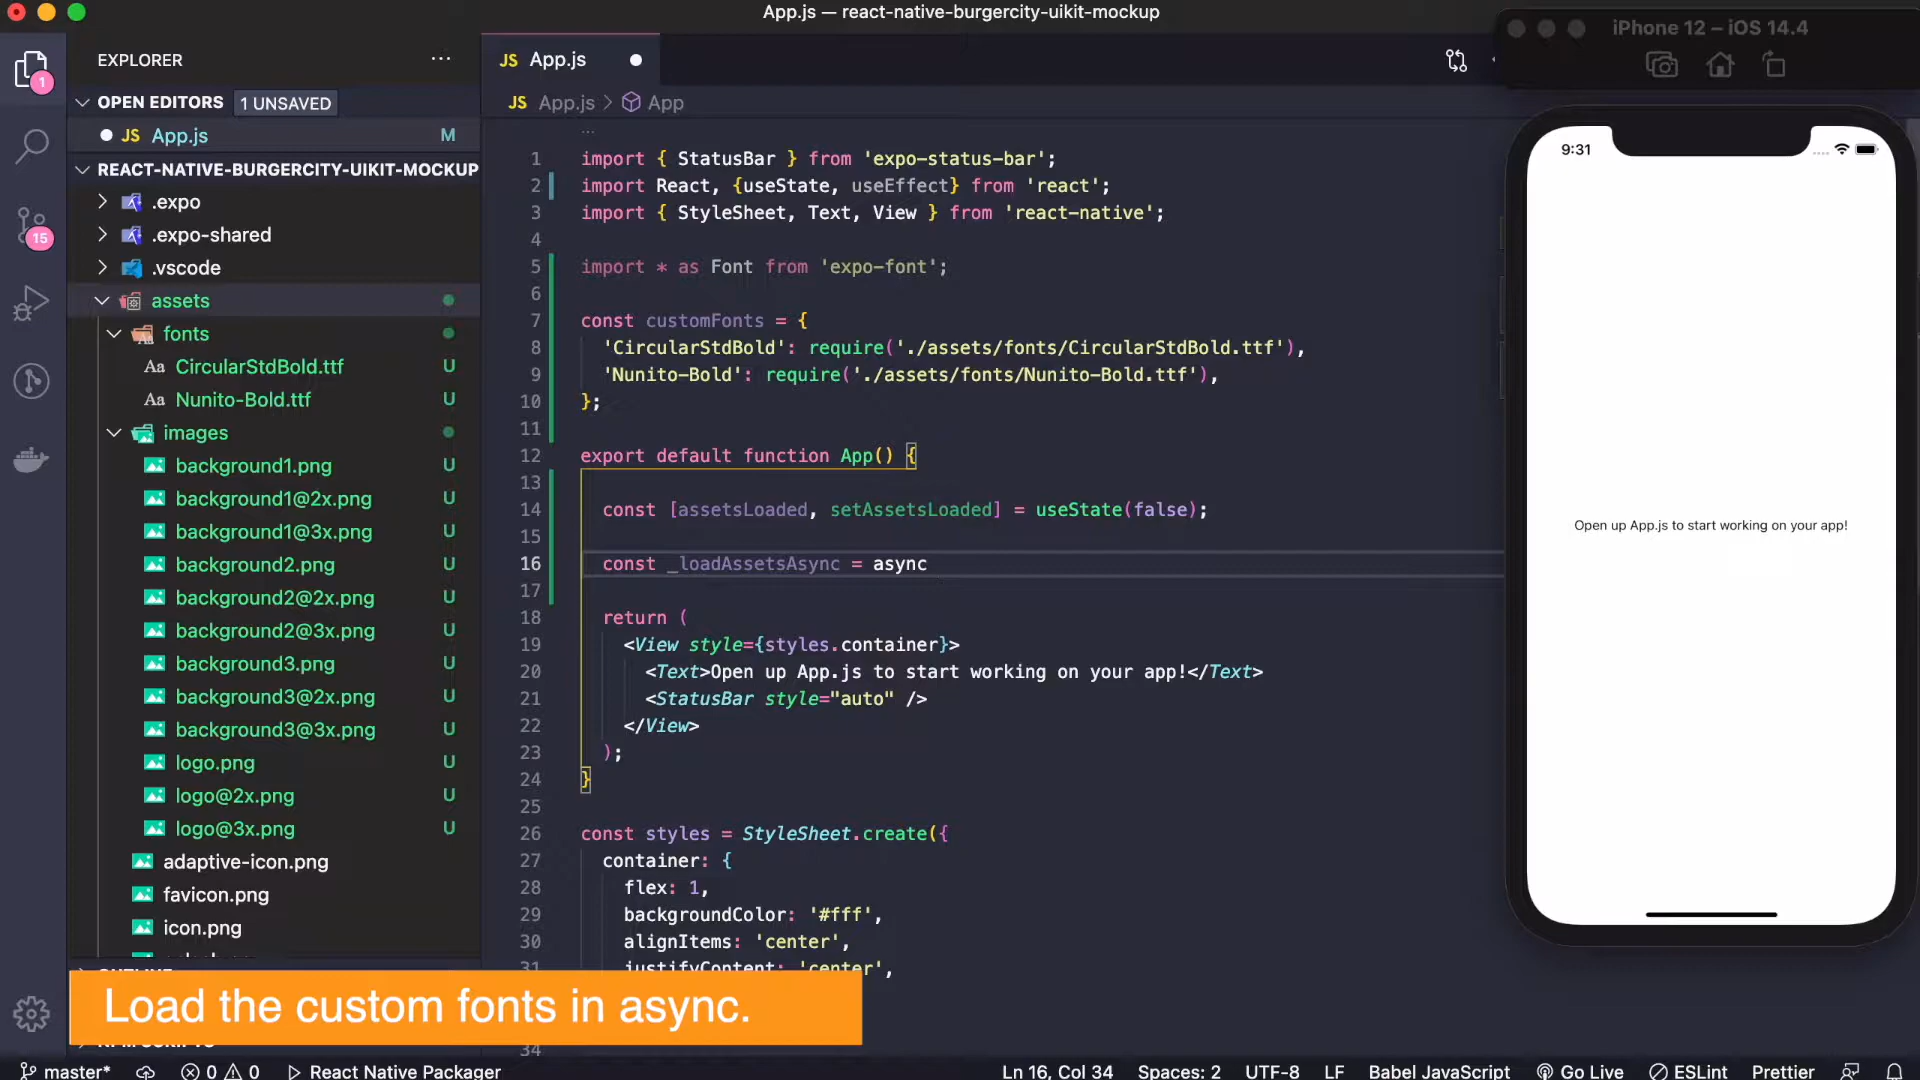 App.js — react-native-burgercity-uikit-mockup
EXPLORER
OPEN EDITORS 1 UNSAVED
JS App.js M
REACT-NATIVE-BURGERCITY-UIKIT-MOCKUP
.expo
.expo-shared
.vscode
assets
fonts
Aa CircularStdBold.ttf U
Aa Nunito-Bold.ttf U
images
background1.png U
background1@2x.png U
background1@3x.png U
background2.png U
background2@2x.png U
background2@3x.png U
background3.png U
background3@2x.png U
background3@3x.png U
logo.png U
logo@2x.png U
logo@3x.png U
adaptive-icon.png
favicon.png
icon.png
1
15
JS App.js
JS App.js > App
1 import { StatusBar } from 'expo-status-bar';
2 import React, {useState, useEffect} from 'react';
3 import { StyleSheet, Text, View } from 'react-native';
4
5 import * as Font from 'expo-font';
6
7 const customFonts = {
8 'CircularStdBold': require('./assets/fonts/CircularStdBold.ttf'),
9 'Nunito-Bold': require('./assets/fonts/Nunito-Bold.ttf'),
10 };
11
12 export default function App() {
13
14 const [assetsLoaded, setAssetsLoaded] = useState(false);
15
16 const _loadAssetsAsync = async
17
18 return (
19 <View style={styles.container}>
20 <Text>Open up App.js to start working on your app!</Text>
21 <StatusBar style="auto" />
22 </View>
23 );
24 }
25
26 const styles = StyleSheet.create({
27 container: {
28 flex: 1,
29 backgroundColor: '#fff',
30 alignItems: 'center',
31 justifyContent: 'center',
34
iPhone 12 – iOS 14.4
9:31
Open up App.js to start working on your app!
Load the custom fonts in async.
master* 0 0 React Native Packager Ln 16, Col 34 Spaces: 2 UTF-8 LF Babel JavaScript Go Live ESLint Prettier